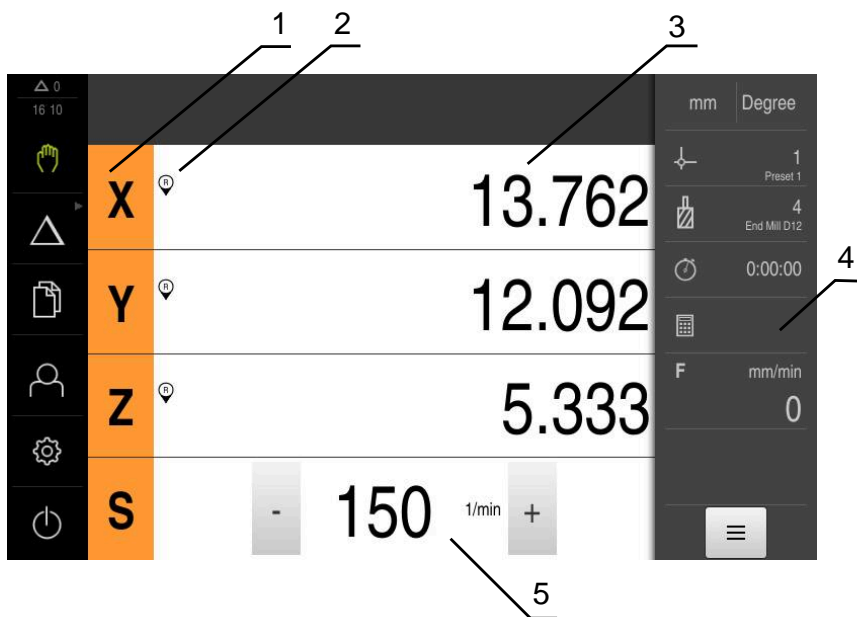 1 2 3
0
16 10
mm Degree
1
Preset 1
X R 13.762
4
End Mill D12
0:00:00
4
Y R 12.092
F mm/min
0
Z R 5.333
S - 150 1/min +
5